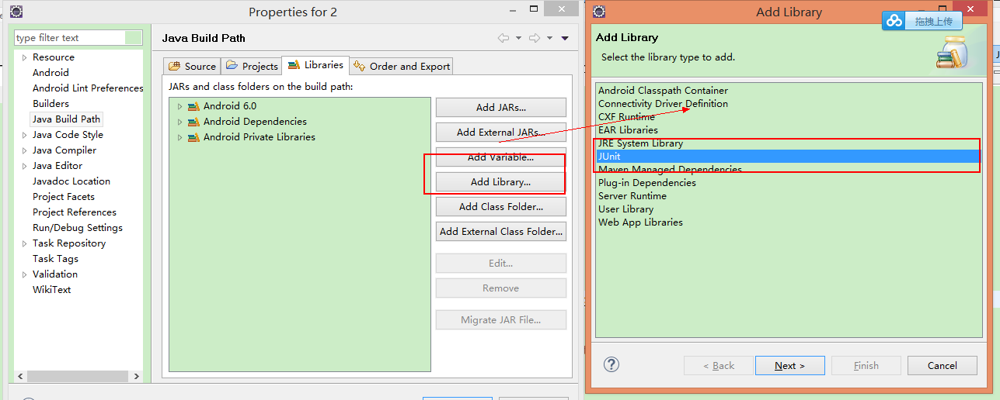 Properties for 2
type filter text
Resource
Android
Android Lint Preferences
Builders
Java Build Path
Java Code Style
Java Compiler
Java Editor
Javadoc Location
Project Facets
Project References
Run/Debug Settings
Task Repository
Task Tags
Validation
WikiText
Java Build Path
Source
Projects
Libraries
Order and Export
JARs and class folders on the build path:
Android 6.0
Android Dependencies
Android Private Libraries
Add JARs...
Add External JARs...
Add Variable...
Add Library...
Add Class Folder...
Add External Class Folder...
Edit...
Remove
Migrate JAR File...
Add Library
拖拽上传
Add Library
Select the library type to add.
Android Classpath Container
Connectivity Driver Definition
CXF Runtime
EAR Libraries
JRE System Library
JUnit
Maven Managed Dependencies
Plug-in Dependencies
Server Runtime
User Library
Web App Libraries
< Back
Next >
Finish
Cancel